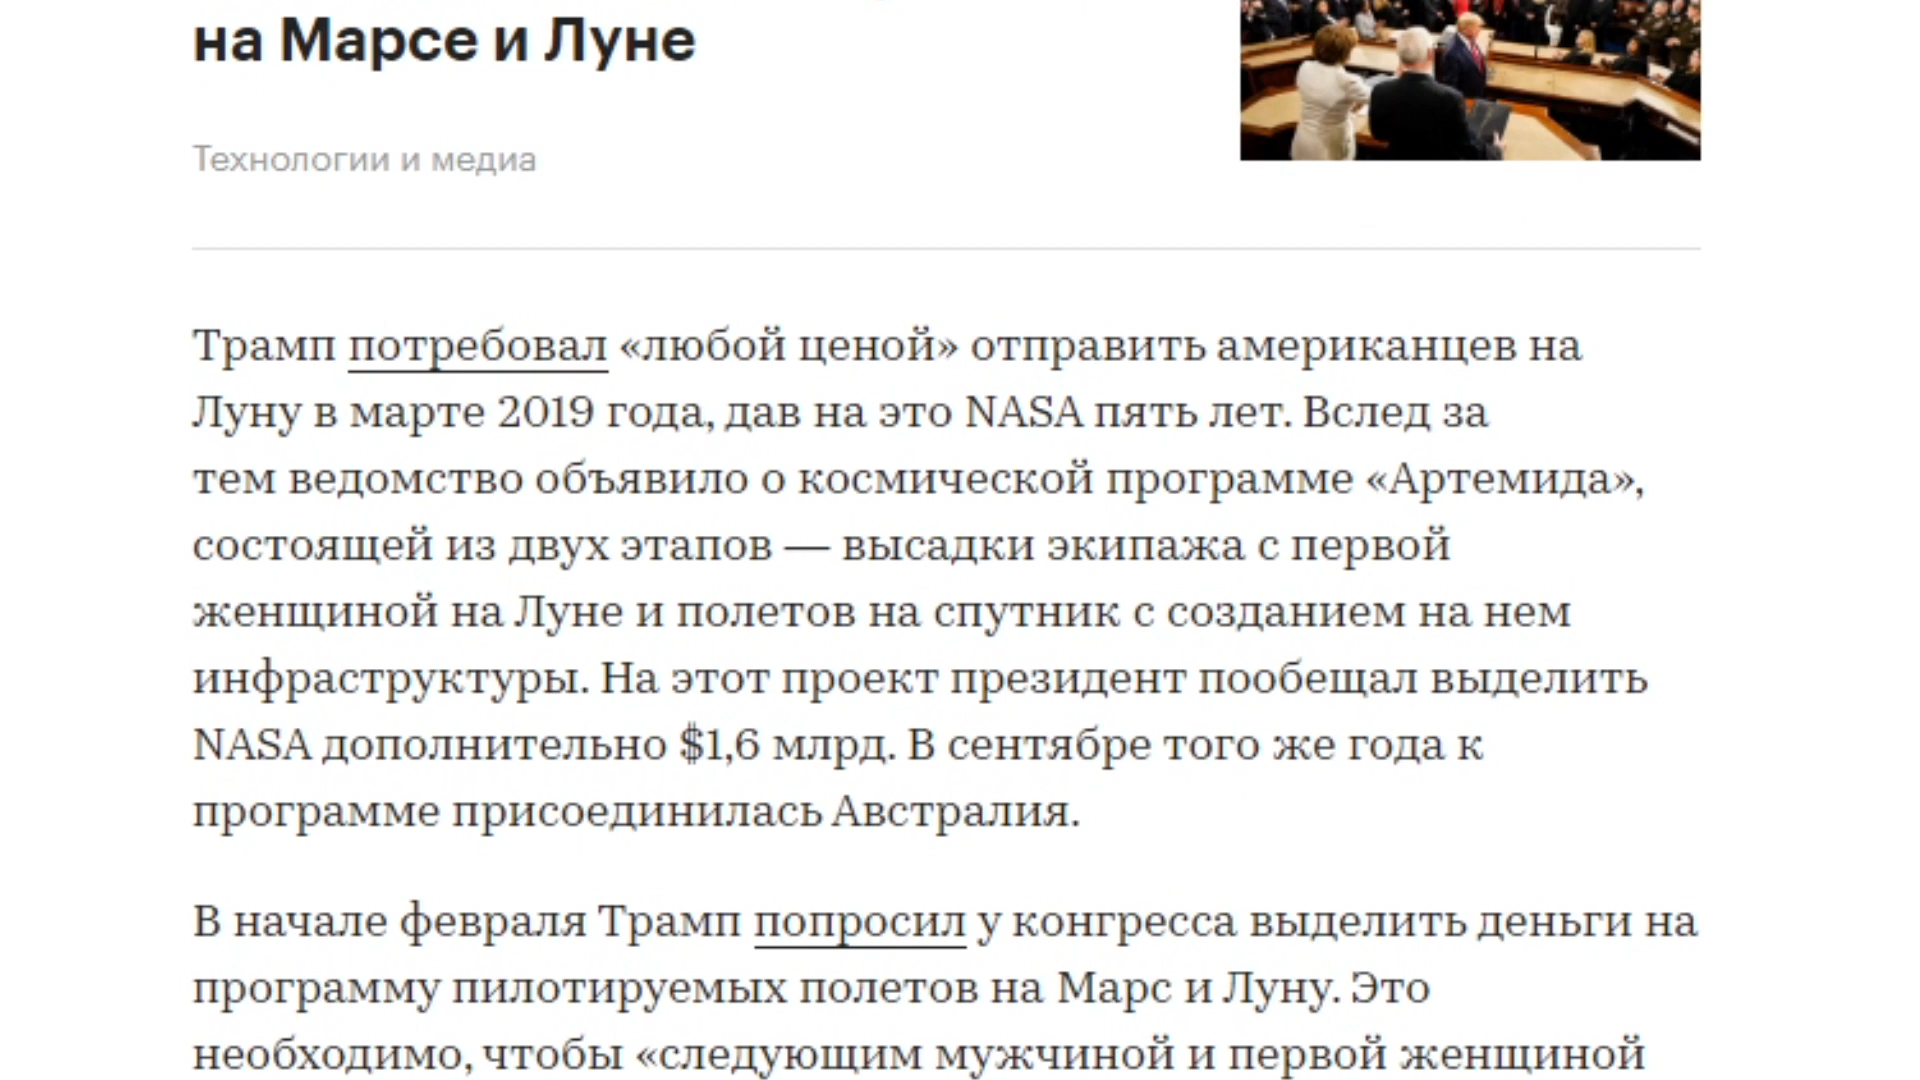 на Марсе и Луне
Технологии и медиа
Трамп потребовал «любой ценой» отправить американцев на
Луну в марте 2019 года, дав на это NASA пять лет. Вслед за
тем ведомство объявило о космической программе «Артемида»,
состоящей из двух этапов — высадки экипажа с первой
женщиной на Луне и полетов на спутник с созданием на нем
инфраструктуры. На этот проект президент пообещал выделить
NASA дополнительно $1,6 млрд. В сентябре того же года к
программе присоединилась Австралия.
В начале февраля Трамп попросил у конгресса выделить деньги на
программу пилотируемых полетов на Марс и Луну. Это
необходимо, чтобы «следующим мужчиной и первой женщиной